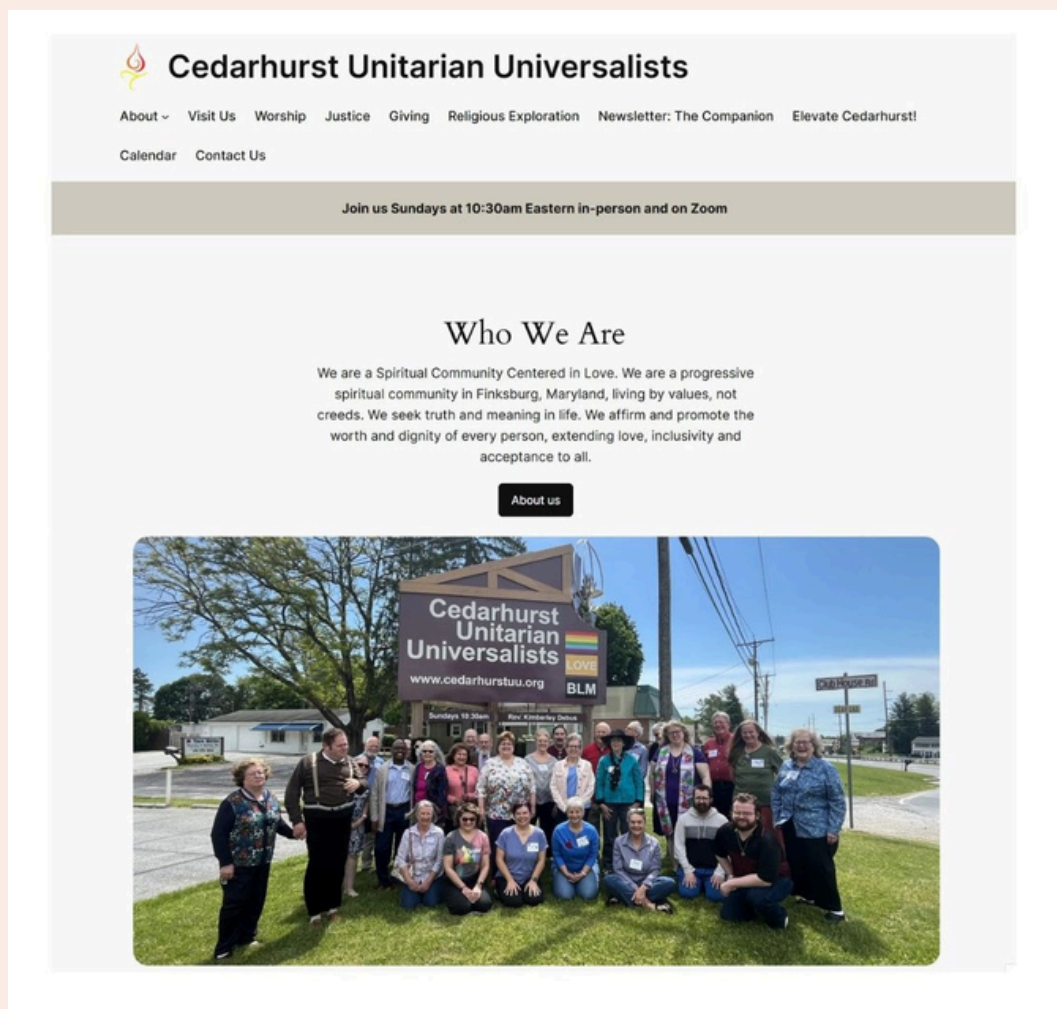 Cedarhurst Unitarian Universalists
About Visit Us Worship Justice Giving Religious Exploration Newsletter: The Companion Elevate Cedarhurst!
Calendar Contact Us
Join us Sundays at 10:30am Eastern in-person and on Zoom
Who We Are
We are a Spiritual Community Centered in Love. We are a progressive
spiritual community in Finksburg, Maryland, living by values, not
creeds. We seek truth and meaning in life. We affirm and promote the
worth and dignity of every person, extending love, inclusivity and
acceptance to all.
About us
Cedarhurst
Unitarian
Universalists
www.cedarhurstuu.org
LOVE
BLM
Sundays 10:30am Rev. Kimberley Debus
Club House Rd